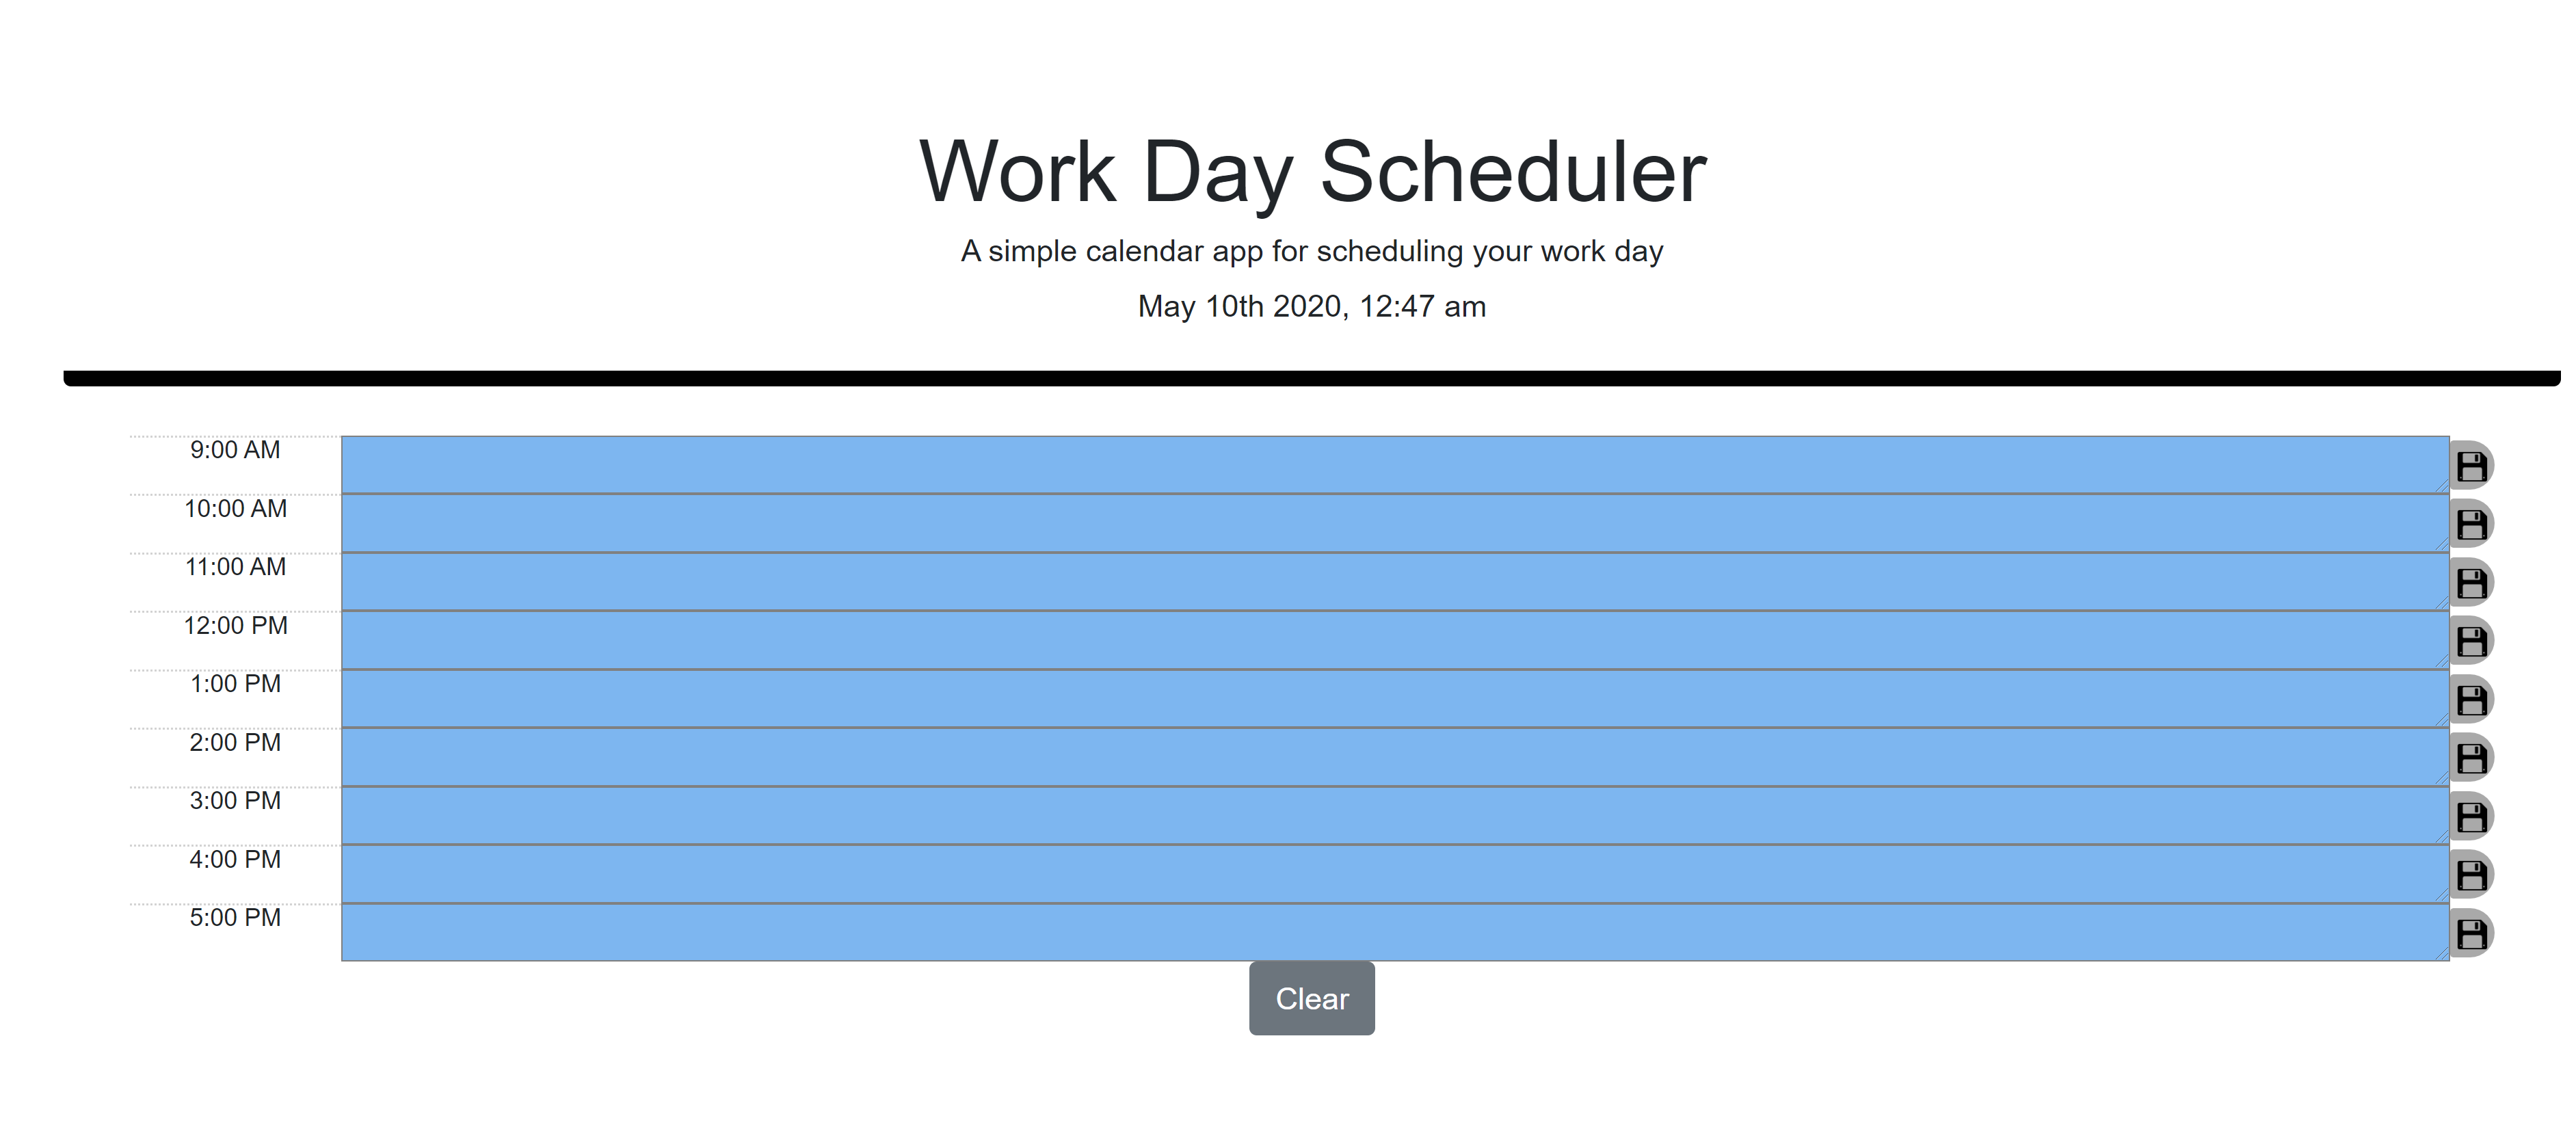 Work Day Scheduler
A simple calendar app for scheduling your work day
May 10th 2020, 12:47 am
9:00 AM
10:00 AM
11:00 AM
12:00 PM
1:00 PM
2:00 PM
3:00 PM
4:00 PM
5:00 PM
Clear